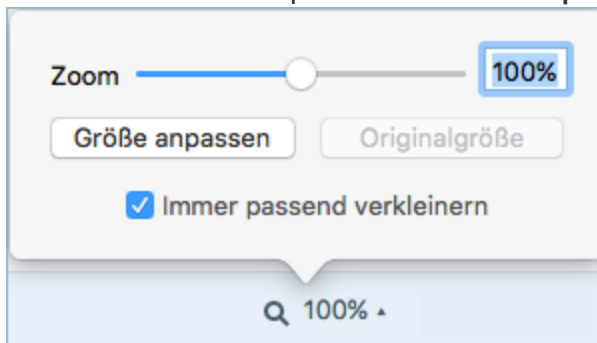 Zoom 100%
Größe anpassen Originalgröße
Immer passend verkleinern
100%